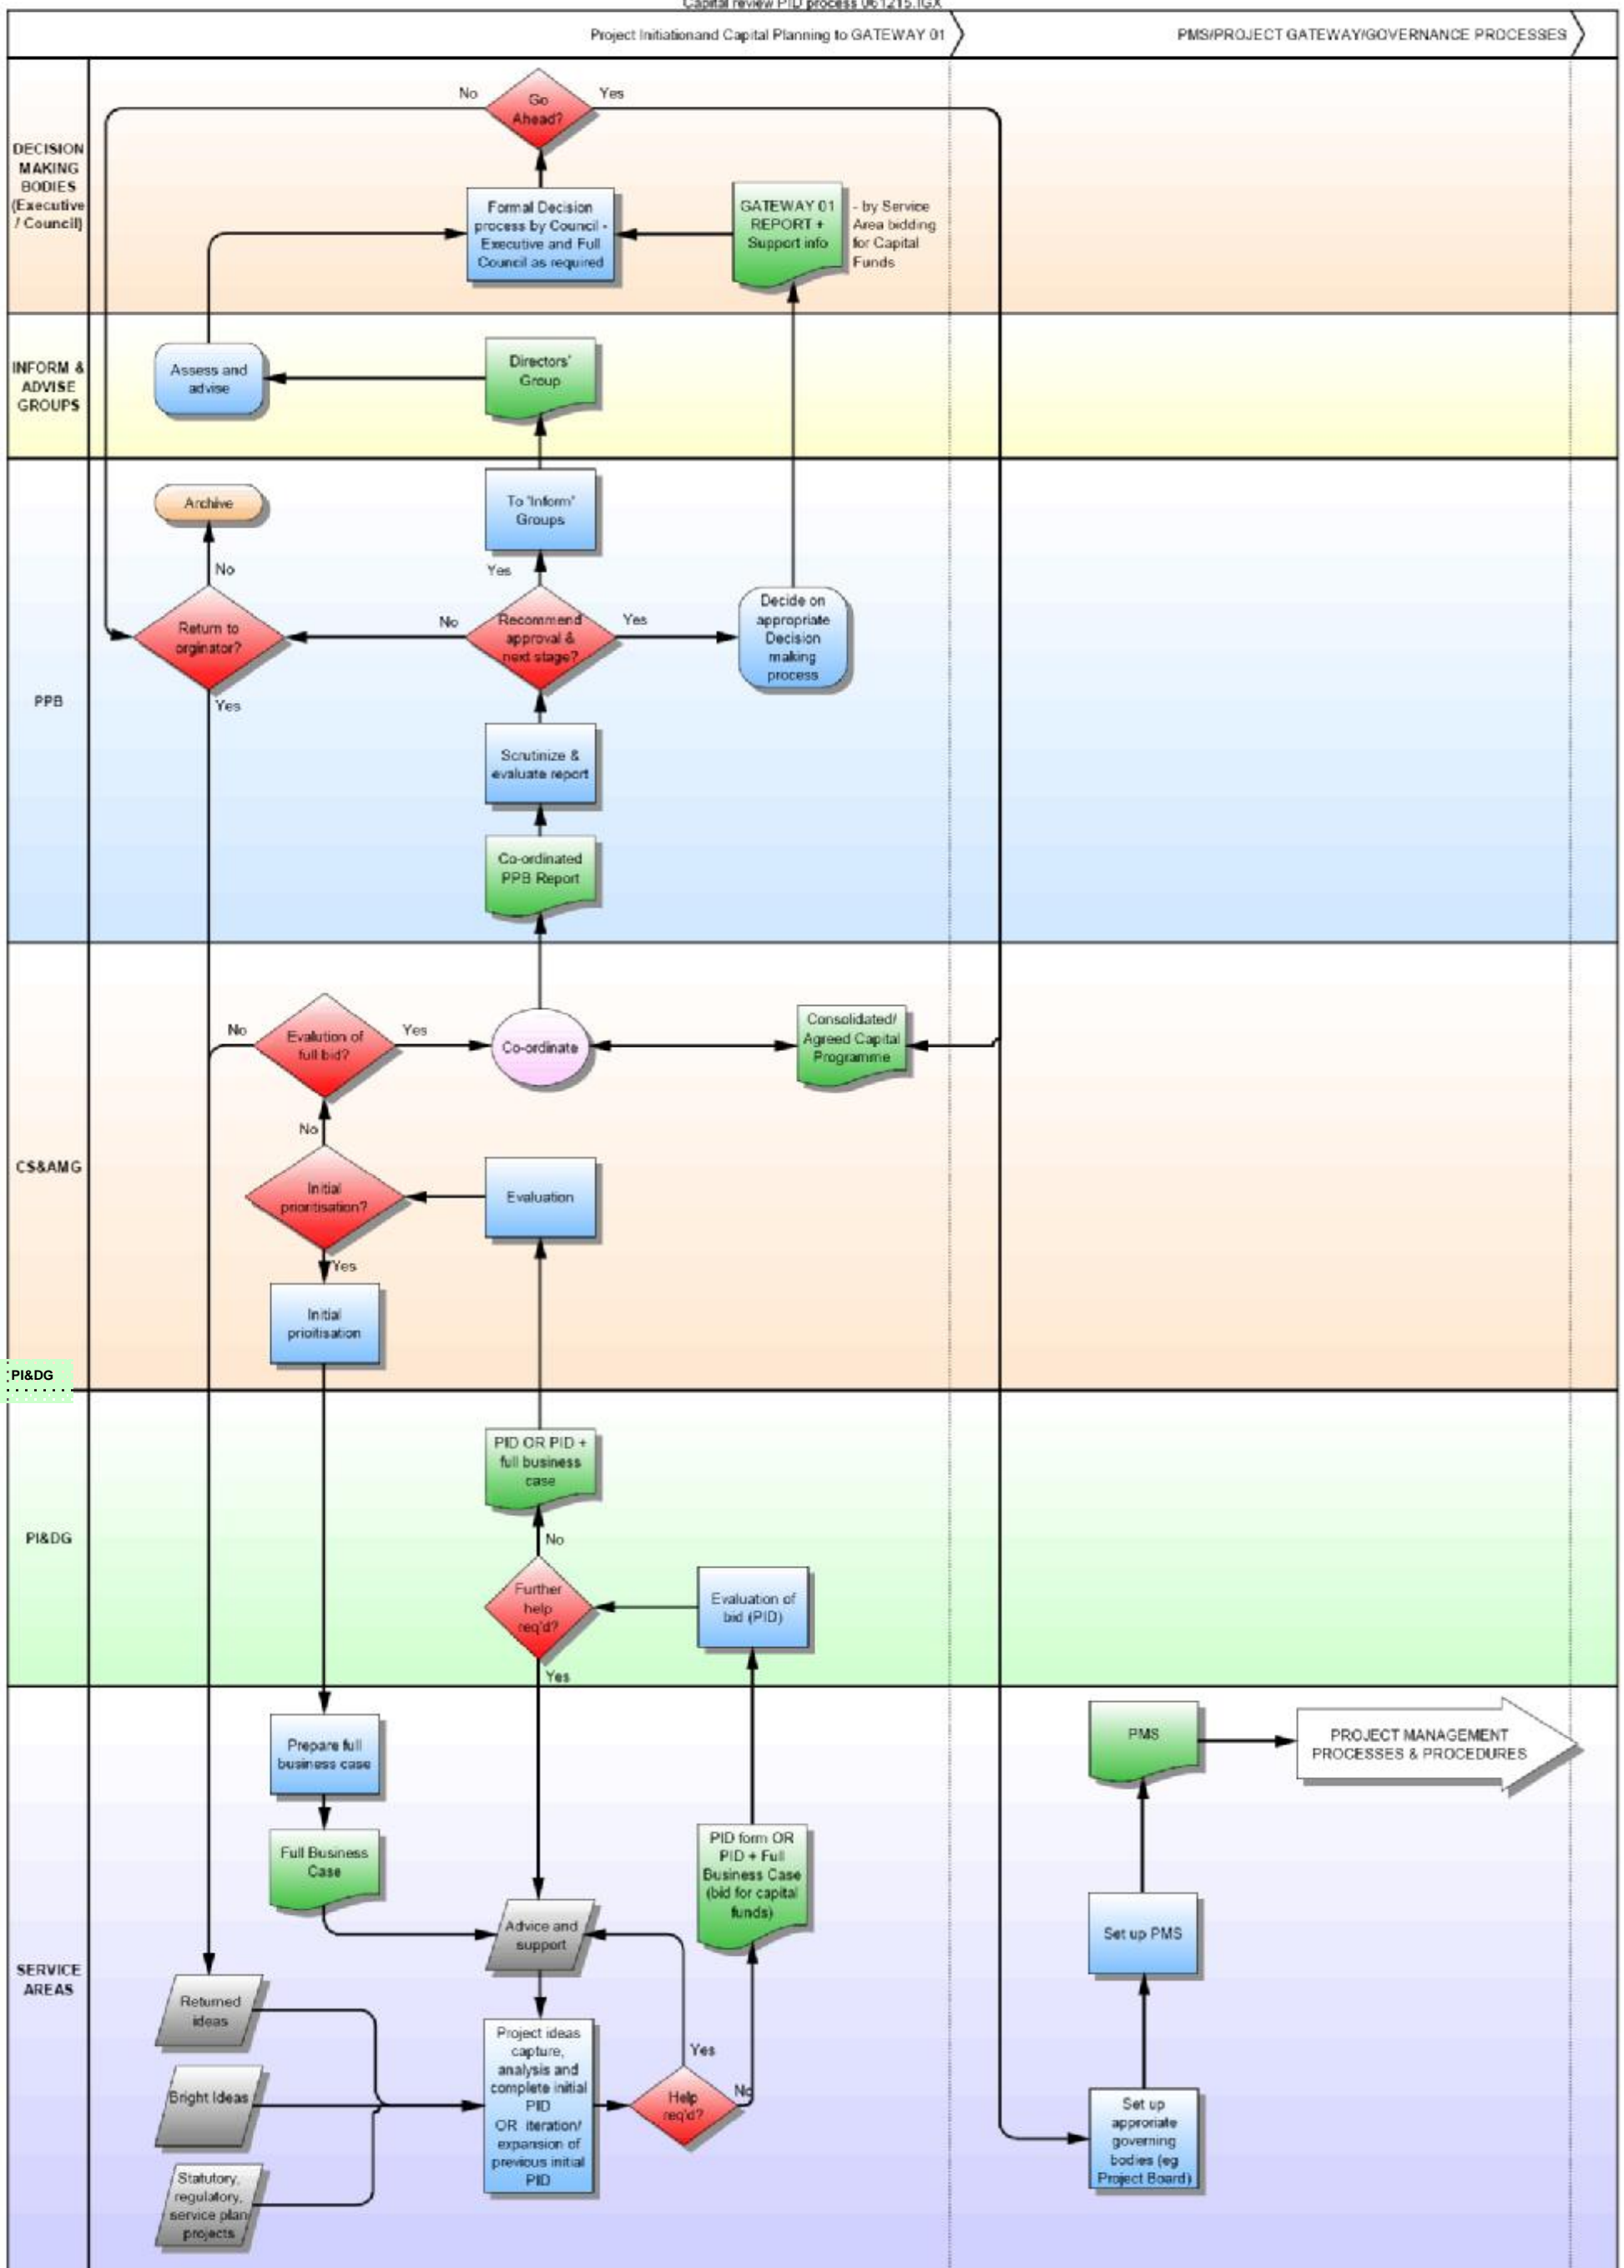 Capital review PID process 061215.IGX
Project Initiationand Capital Planning to GATEWAY 01
PMS/PROJECT GATEWAY/GOVERNANCE PROCESSES
DECISION
MAKING
BODIES
(Executive
/ Council)
No
Go
Ahead?
Yes
Formal Decision
process by Council -
Executive and Full
Council as required
GATEWAY 01
REPORT +
Support info
- by Service
Area bidding
for Capital
Funds
INFORM &
ADVISE
GROUPS
Assess and
advise
Directors'
Group
PPB
Archive
To 'Inform'
Groups
No
Yes
Return to
orginator?
No
Recommend
approval &
next stage?
Yes
Decide on
appropriate
Decision
making
process
Yes
Scrutinize &
evaluate report
Co-ordinated
PPB Report
CS&AMG
No
Evalution of
full bid?
Yes
Co-ordinate
Consolidated/
Agreed Capital
Programme
No
Initial
prioritisation?
Evaluation
Yes
Initial
prioitisation
PI&DG
PI&DG
PID OR PID +
full business
case
No
Further
help
req'd?
Evaluation of
bid (PID)
Yes
SERVICE
AREAS
Prepare full
business case
PMS
PROJECT MANAGEMENT
PROCESSES & PROCEDURES
Full Business
Case
PID form OR
PID + Full
Business Case
(bid for capital
funds)
Advice and
support
Set up PMS
Returned
ideas
Project ideas
capture,
analysis and
complete initial
PID
OR iteration/
expansion of
previous initial
PID
Yes
Bright Ideas
Help
req'd?
No
Set up
approriate
governing
bodies (eg
Project Board)
Statutory,
regulatory,
service plan
projects